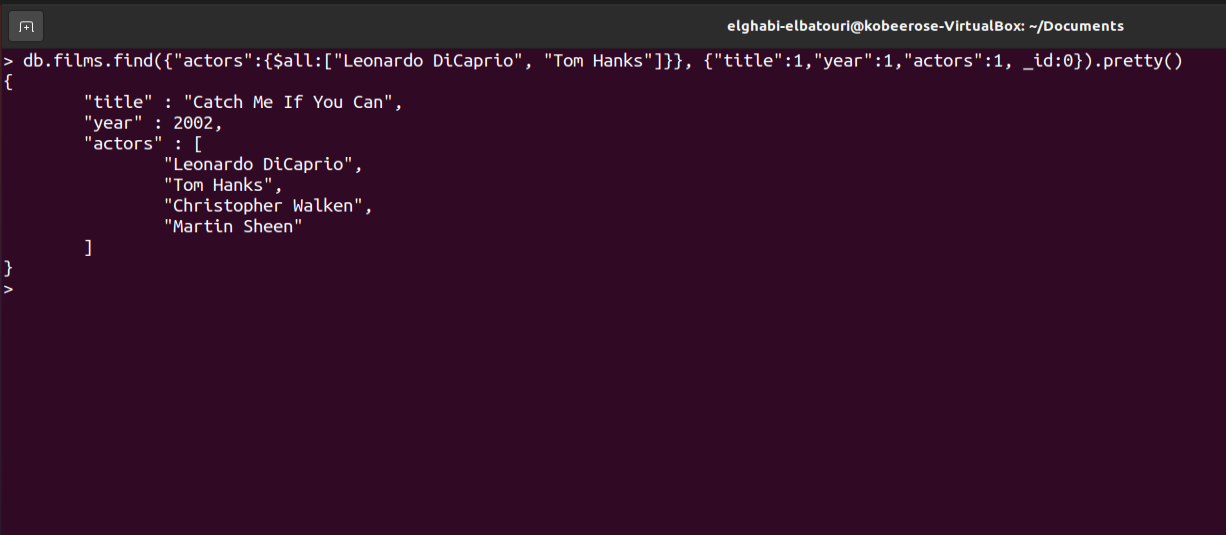 elghabi-elbatouri@kobeerose-VirtualBox: ~/Documents
> db.films.find({"actors":{$all:["Leonardo DiCaprio", "Tom Hanks"]}}, {"title":1,"year":1,"actors":1, _id:0}).pretty()
{
        "title" : "Catch Me If You Can",
        "year" : 2002,
        "actors" : [
                "Leonardo DiCaprio",
                "Tom Hanks",
                "Christopher Walken",
                "Martin Sheen"
        ]
}
>